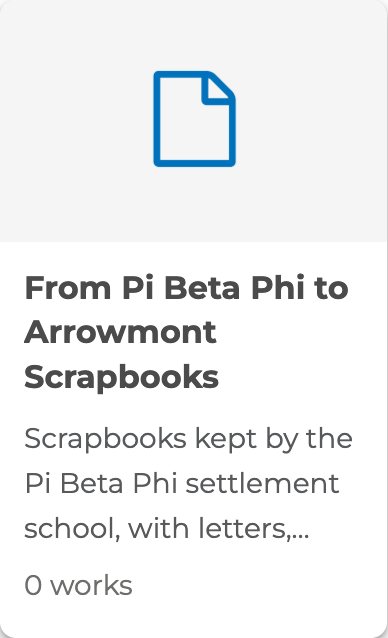 From Pi Beta Phi to
Arrowmont
Scrapbooks
Scrapbooks kept by the
Pi Beta Phi settlement
school, with letters,...
0 works